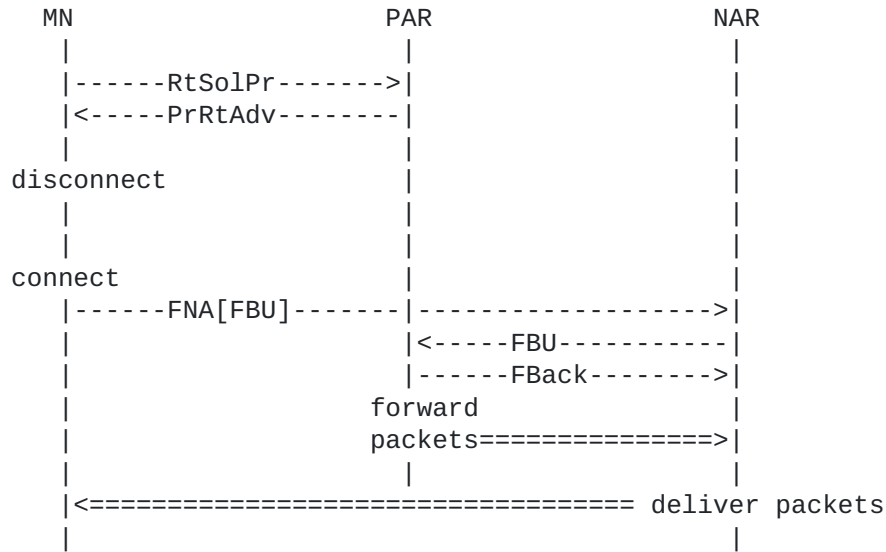 MN PAR NAR
| | |
|------RtSolPr------->| |
|<-----PrRtAdv--------| |
| | |
disconnect | |
| | |
| | |
connect | |
|------FNA[FBU]-------|------------------->|
| |<-----FBU-----------|
| |------FBack-------->|
| forward |
| packets===============>|
| | |
|<=================================== deliver packets
| |